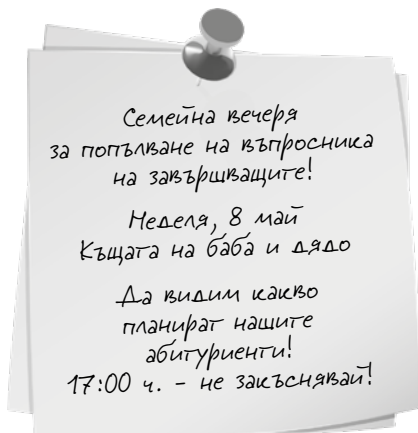 Семейна вечеря
за попълване на въпросника
на завършващите!
Неделя, 8 май
Къщата на баба и дядо
Да видим какво
планират нашите
абитуриенти!
17:00 ч. – не закъснявай!